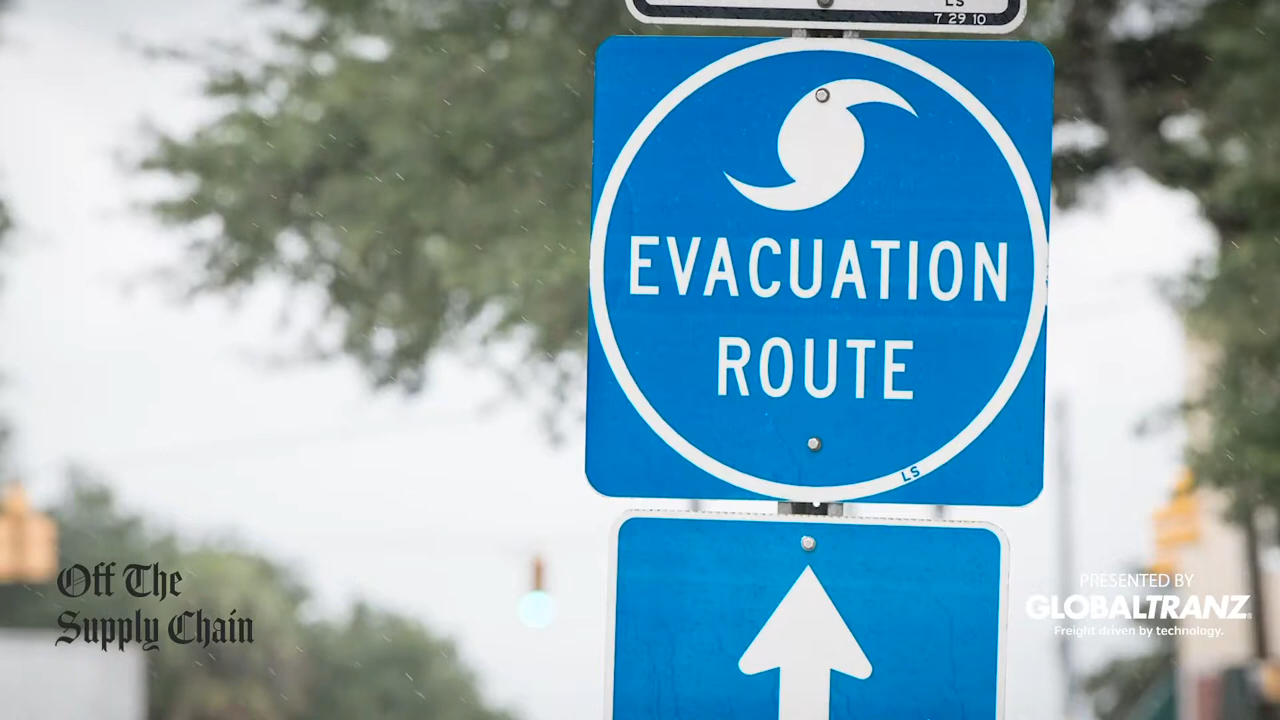 LS
7 29 10
EVACUATION
ROUTE
LS
Off The
Supply Chain
PRESENTED BY
GLOBALTRANZ
Freight driven by technology.